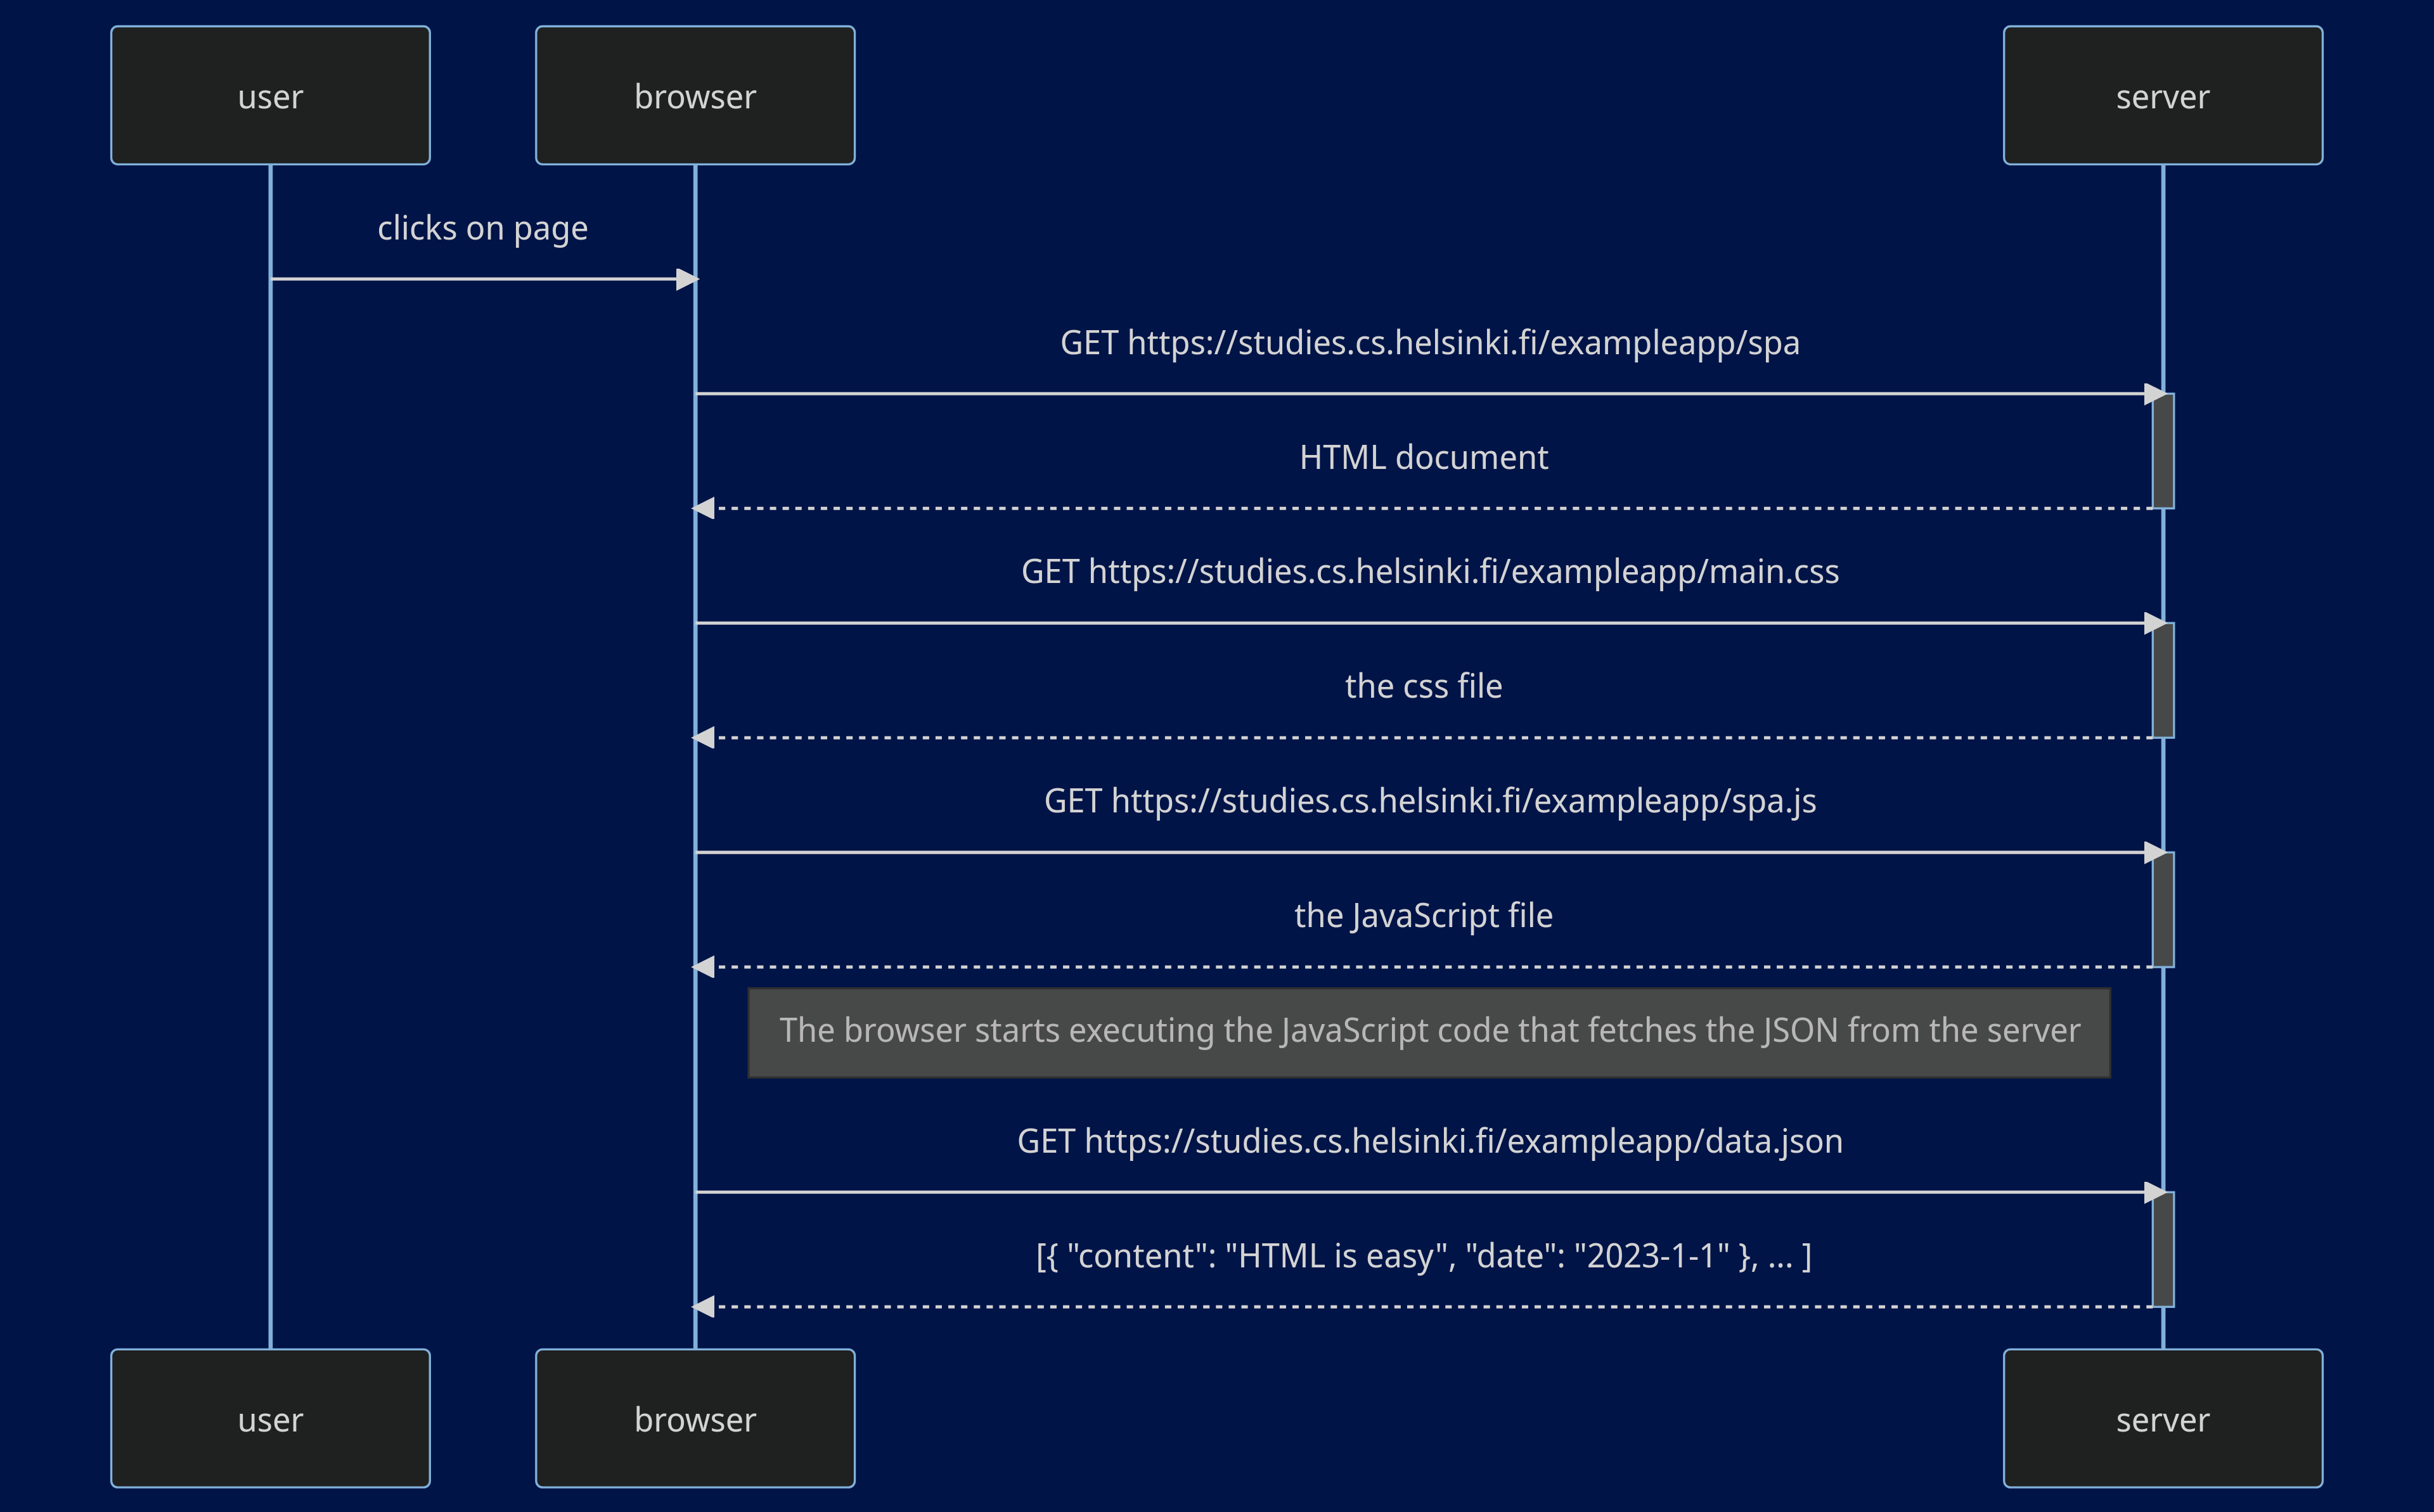 user
browser
server
clicks on page
GET https://studies.cs.helsinki.fi/exampleapp/spa
HTML document
GET https://studies.cs.helsinki.fi/exampleapp/main.css
the css file
GET https://studies.cs.helsinki.fi/exampleapp/spa.js
the JavaScript file
The browser starts executing the JavaScript code that fetches the JSON from the server
GET https://studies.cs.helsinki.fi/exampleapp/data.json
[{ "content": "HTML is easy", "date": "2023-1-1" }, ... ]
user
browser
server